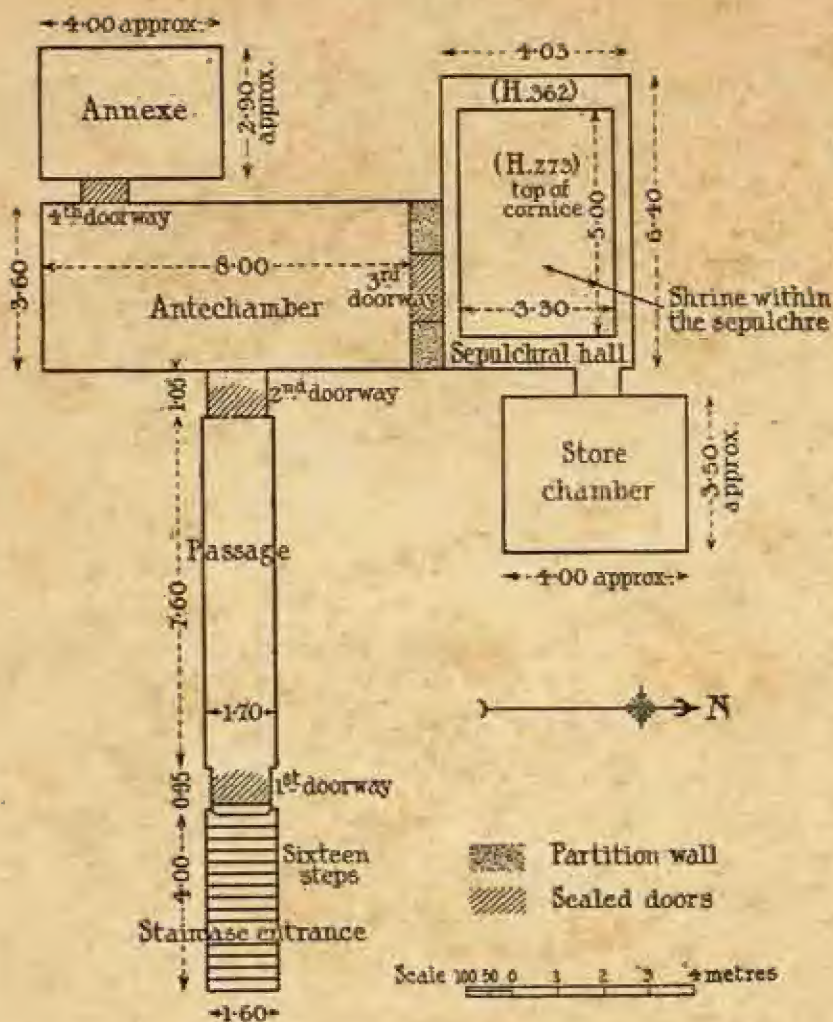 4·00 approx.
Annexe
2·90
approx.
4·03
(H.362)
(H.273)
top of
cornice
5·00
6·40
4th doorway
3·60
8·00
3rd
doorway
Antechamber
3·30
Shrine within
the sepulchre
Sepulchral hall
1·05
2nd doorway
Store
chamber
3·50
approx.
4·00 approx.
Passage
7·60
1·70
N
0·95
1st doorway
4·00
Sixteen
steps
Staircase entrance
1·60
Partition wall
Sealed doors
Scale 100 50 0 1 2 3 4 metres